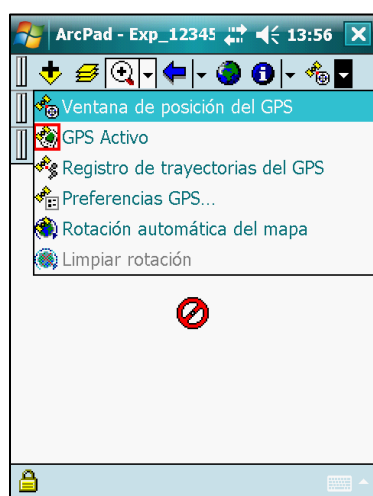 ArcPad - Exp_12345 13:56
Ventana de posición del GPS
GPS Activo
Registro de trayectorias del GPS
Preferencias GPS...
Rotación automática del mapa
Limpiar rotación